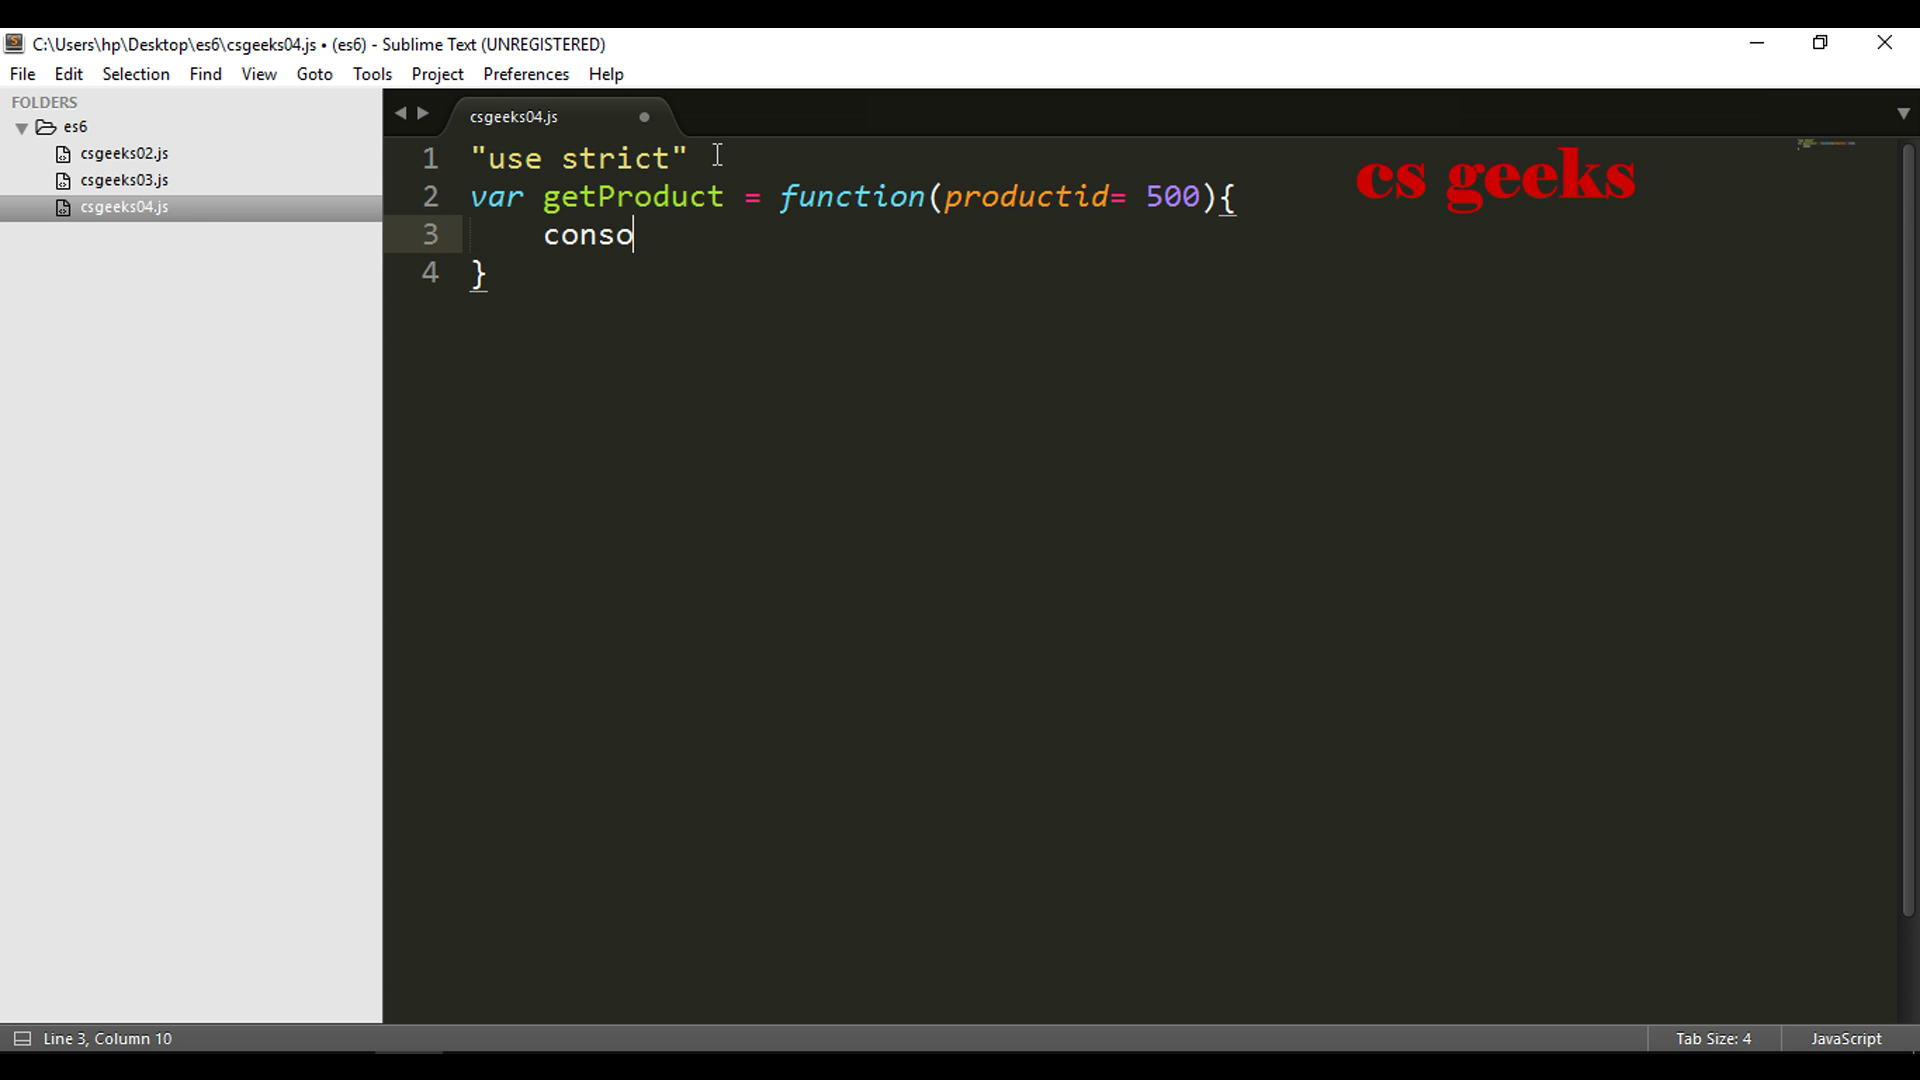 C:\Users\hp\Desktop\es6\csgeeks04.js • (es6) - Sublime Text (UNREGISTERED)
File Edit Selection Find View Goto Tools Project Preferences Help
FOLDERS
es6
csgeeks02.js
csgeeks03.js
csgeeks04.js
csgeeks04.js
1 "use strict"
2 var getProduct = function(productid= 500){
3 conso
4 }
cs geeks
Line 3, Column 10
Tab Size: 4
JavaScript